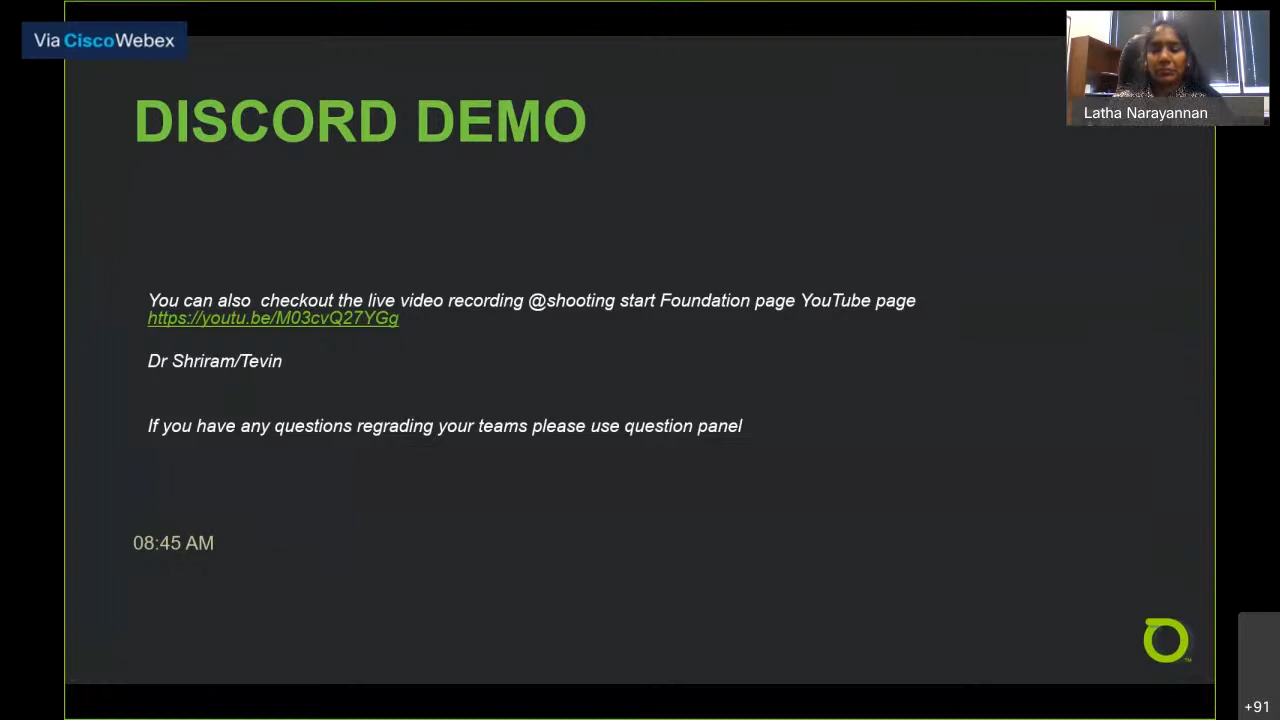 Via CiscoWebex
Latha Narayannan
DISCORD DEMO
You can also checkout the live video recording @shooting start Foundation page YouTube page
https://youtu.be/M03cvQ27YGg
Dr Shriram/Tevin
If you have any questions regrading your teams please use question panel
08:45 AM
TM
+91